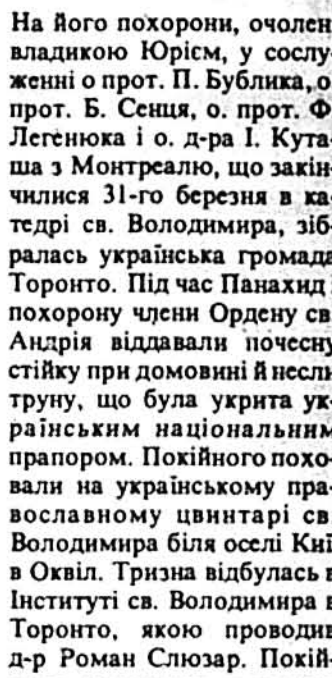 На його похорони, очолен
владикою Юрієм, у сослу-
женні о прот. П. Бублика, о
прот. Б. Сенця, о. прот. Ф
Легенюка і о. д-ра І. Кута-
ша з Монтреалю, що закін-
чилися 31-го березня в ка-
тедрі св. Володимира, зіб-
ралась українська громада
Торонто. Під час Панахид
похорону члени Ордену св
Андрія віддавали почесну
стійку при домовині й несли
труну, що була укрита ук-
раїнським національним
прапором. Покійного похо-
вали на українському пра-
вославному цвинтарі св
Володимира біля оселі Киї
в Оквіл. Тризна відбулась в
Інституті св. Володимира в
Торонто, якою проводив
д-р Роман Слюзар. Покій-